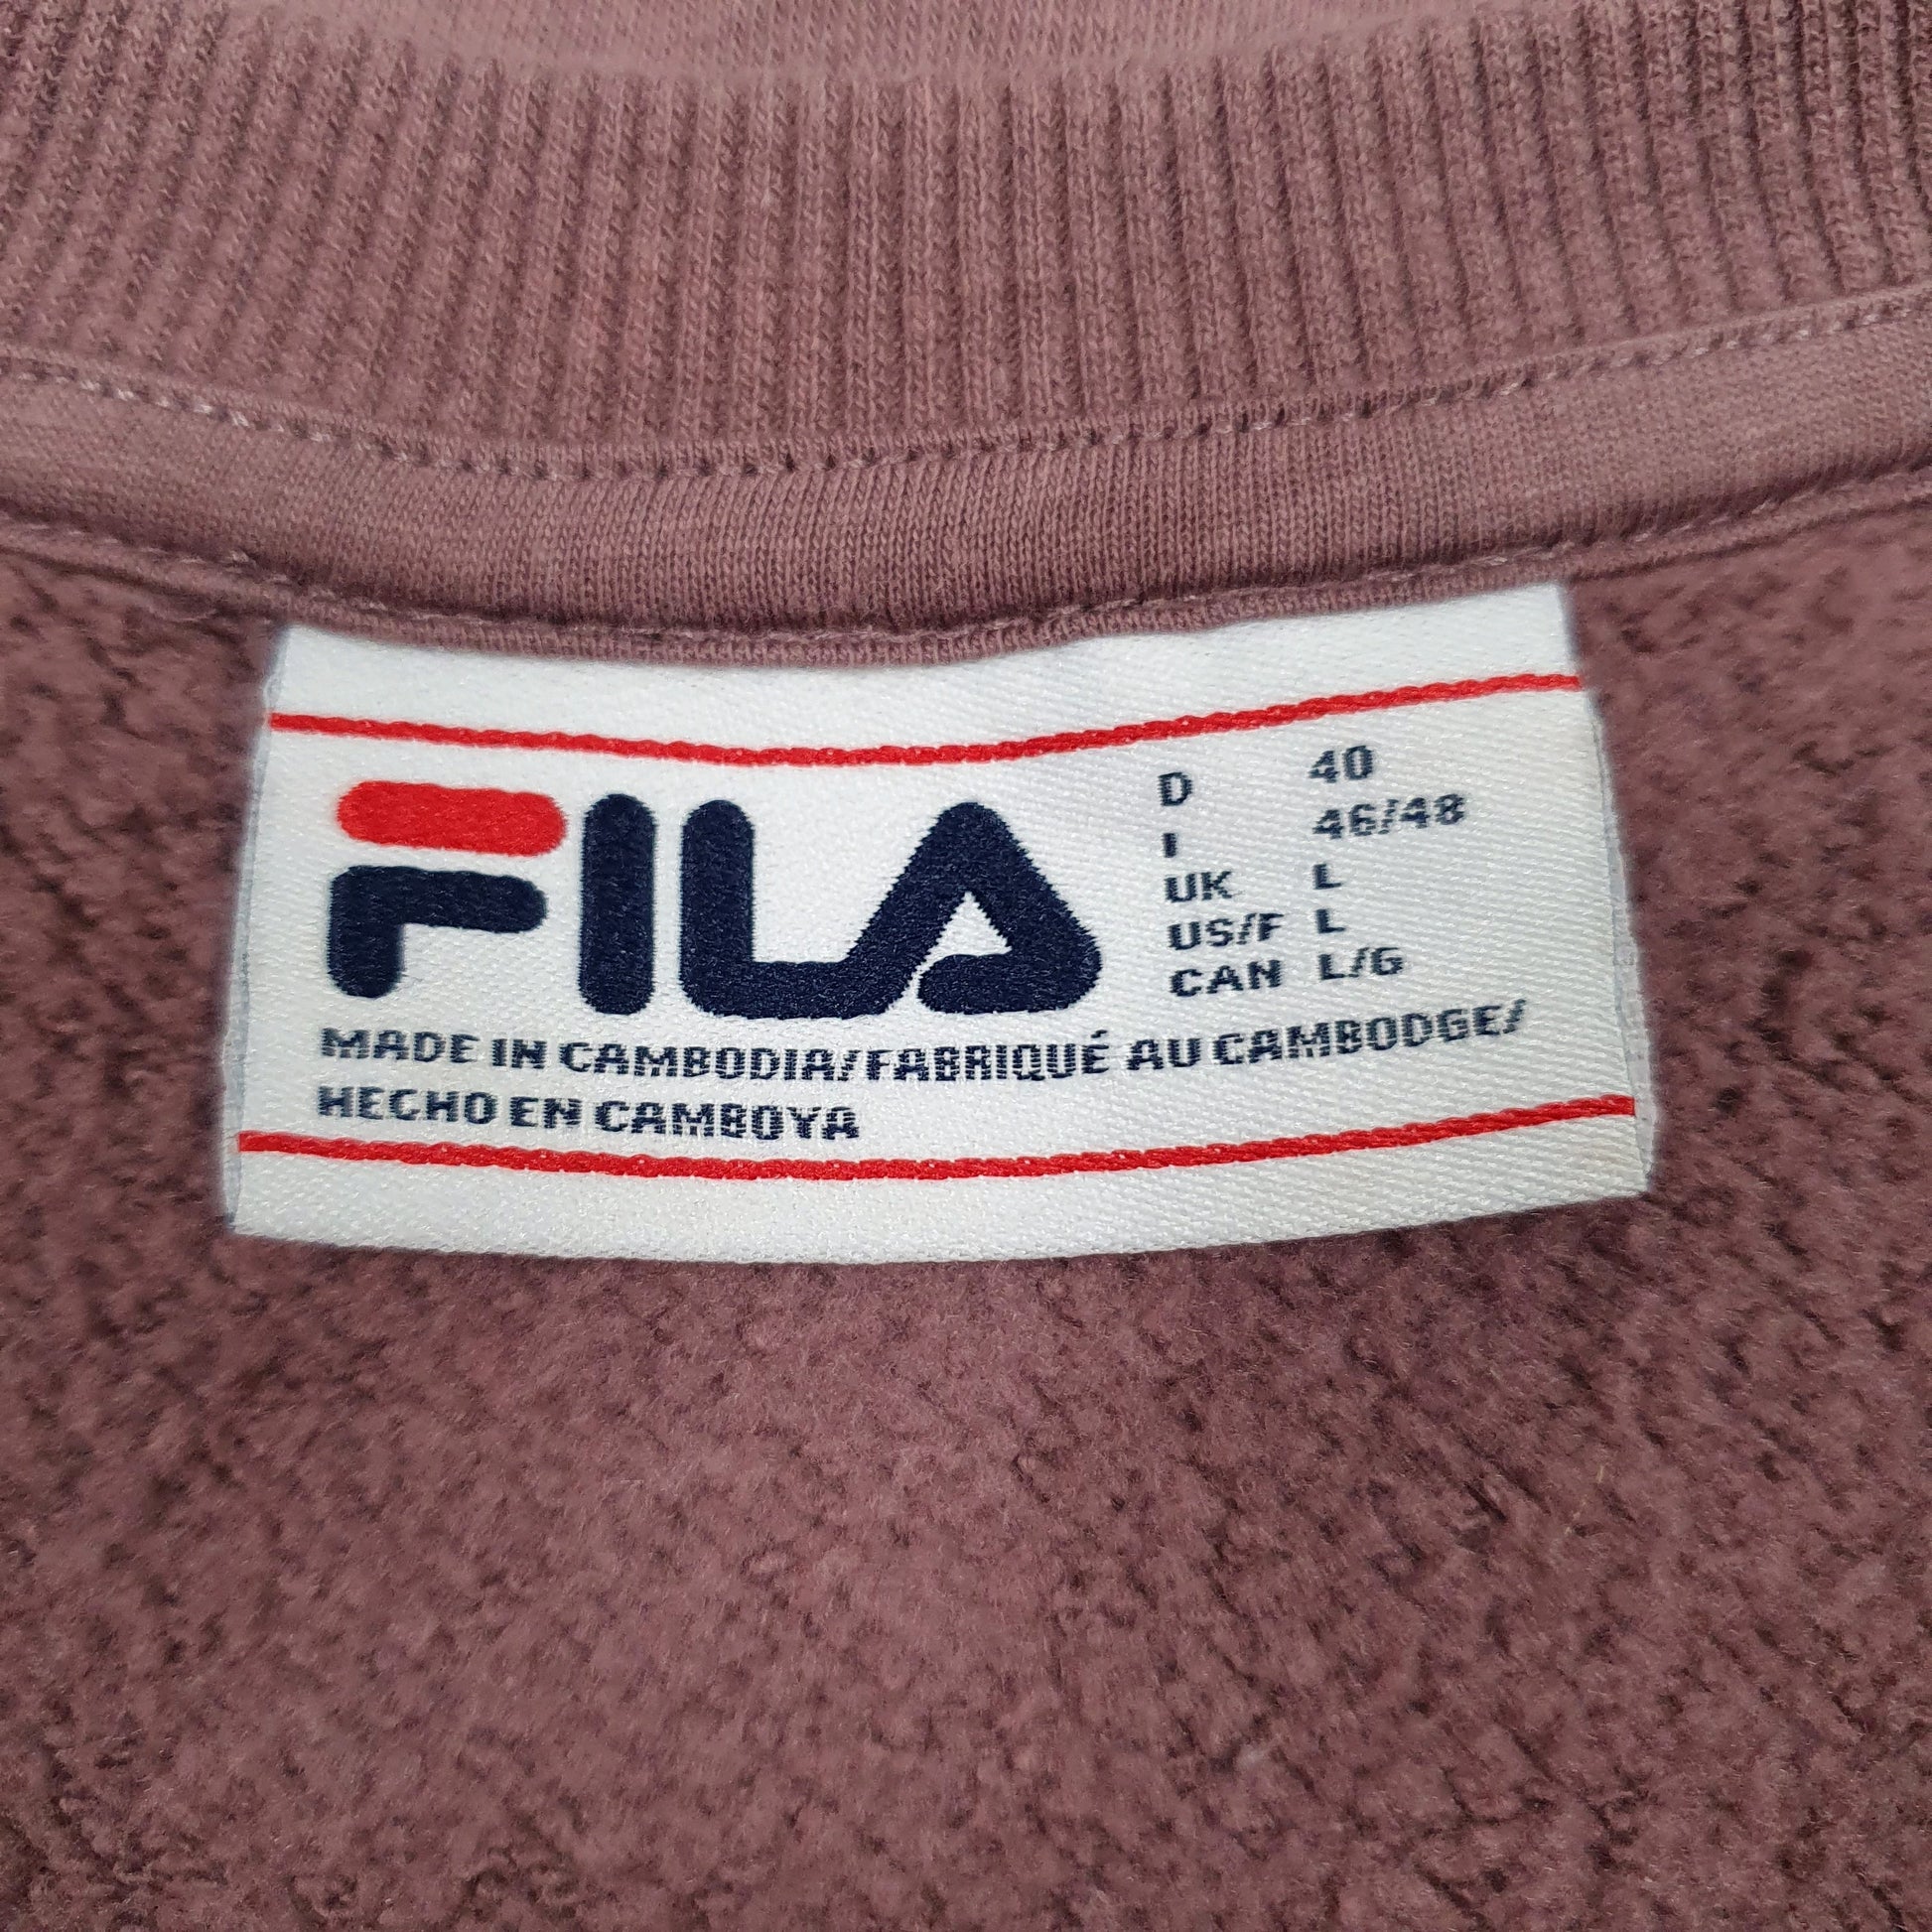 FILA
D 40
I 46/48
UK L
US/F L
CAN L/G
MADE IN CAMBODIA/FABRIQUÉ AU CAMBODGE/
HECHO EN CAMBOYA